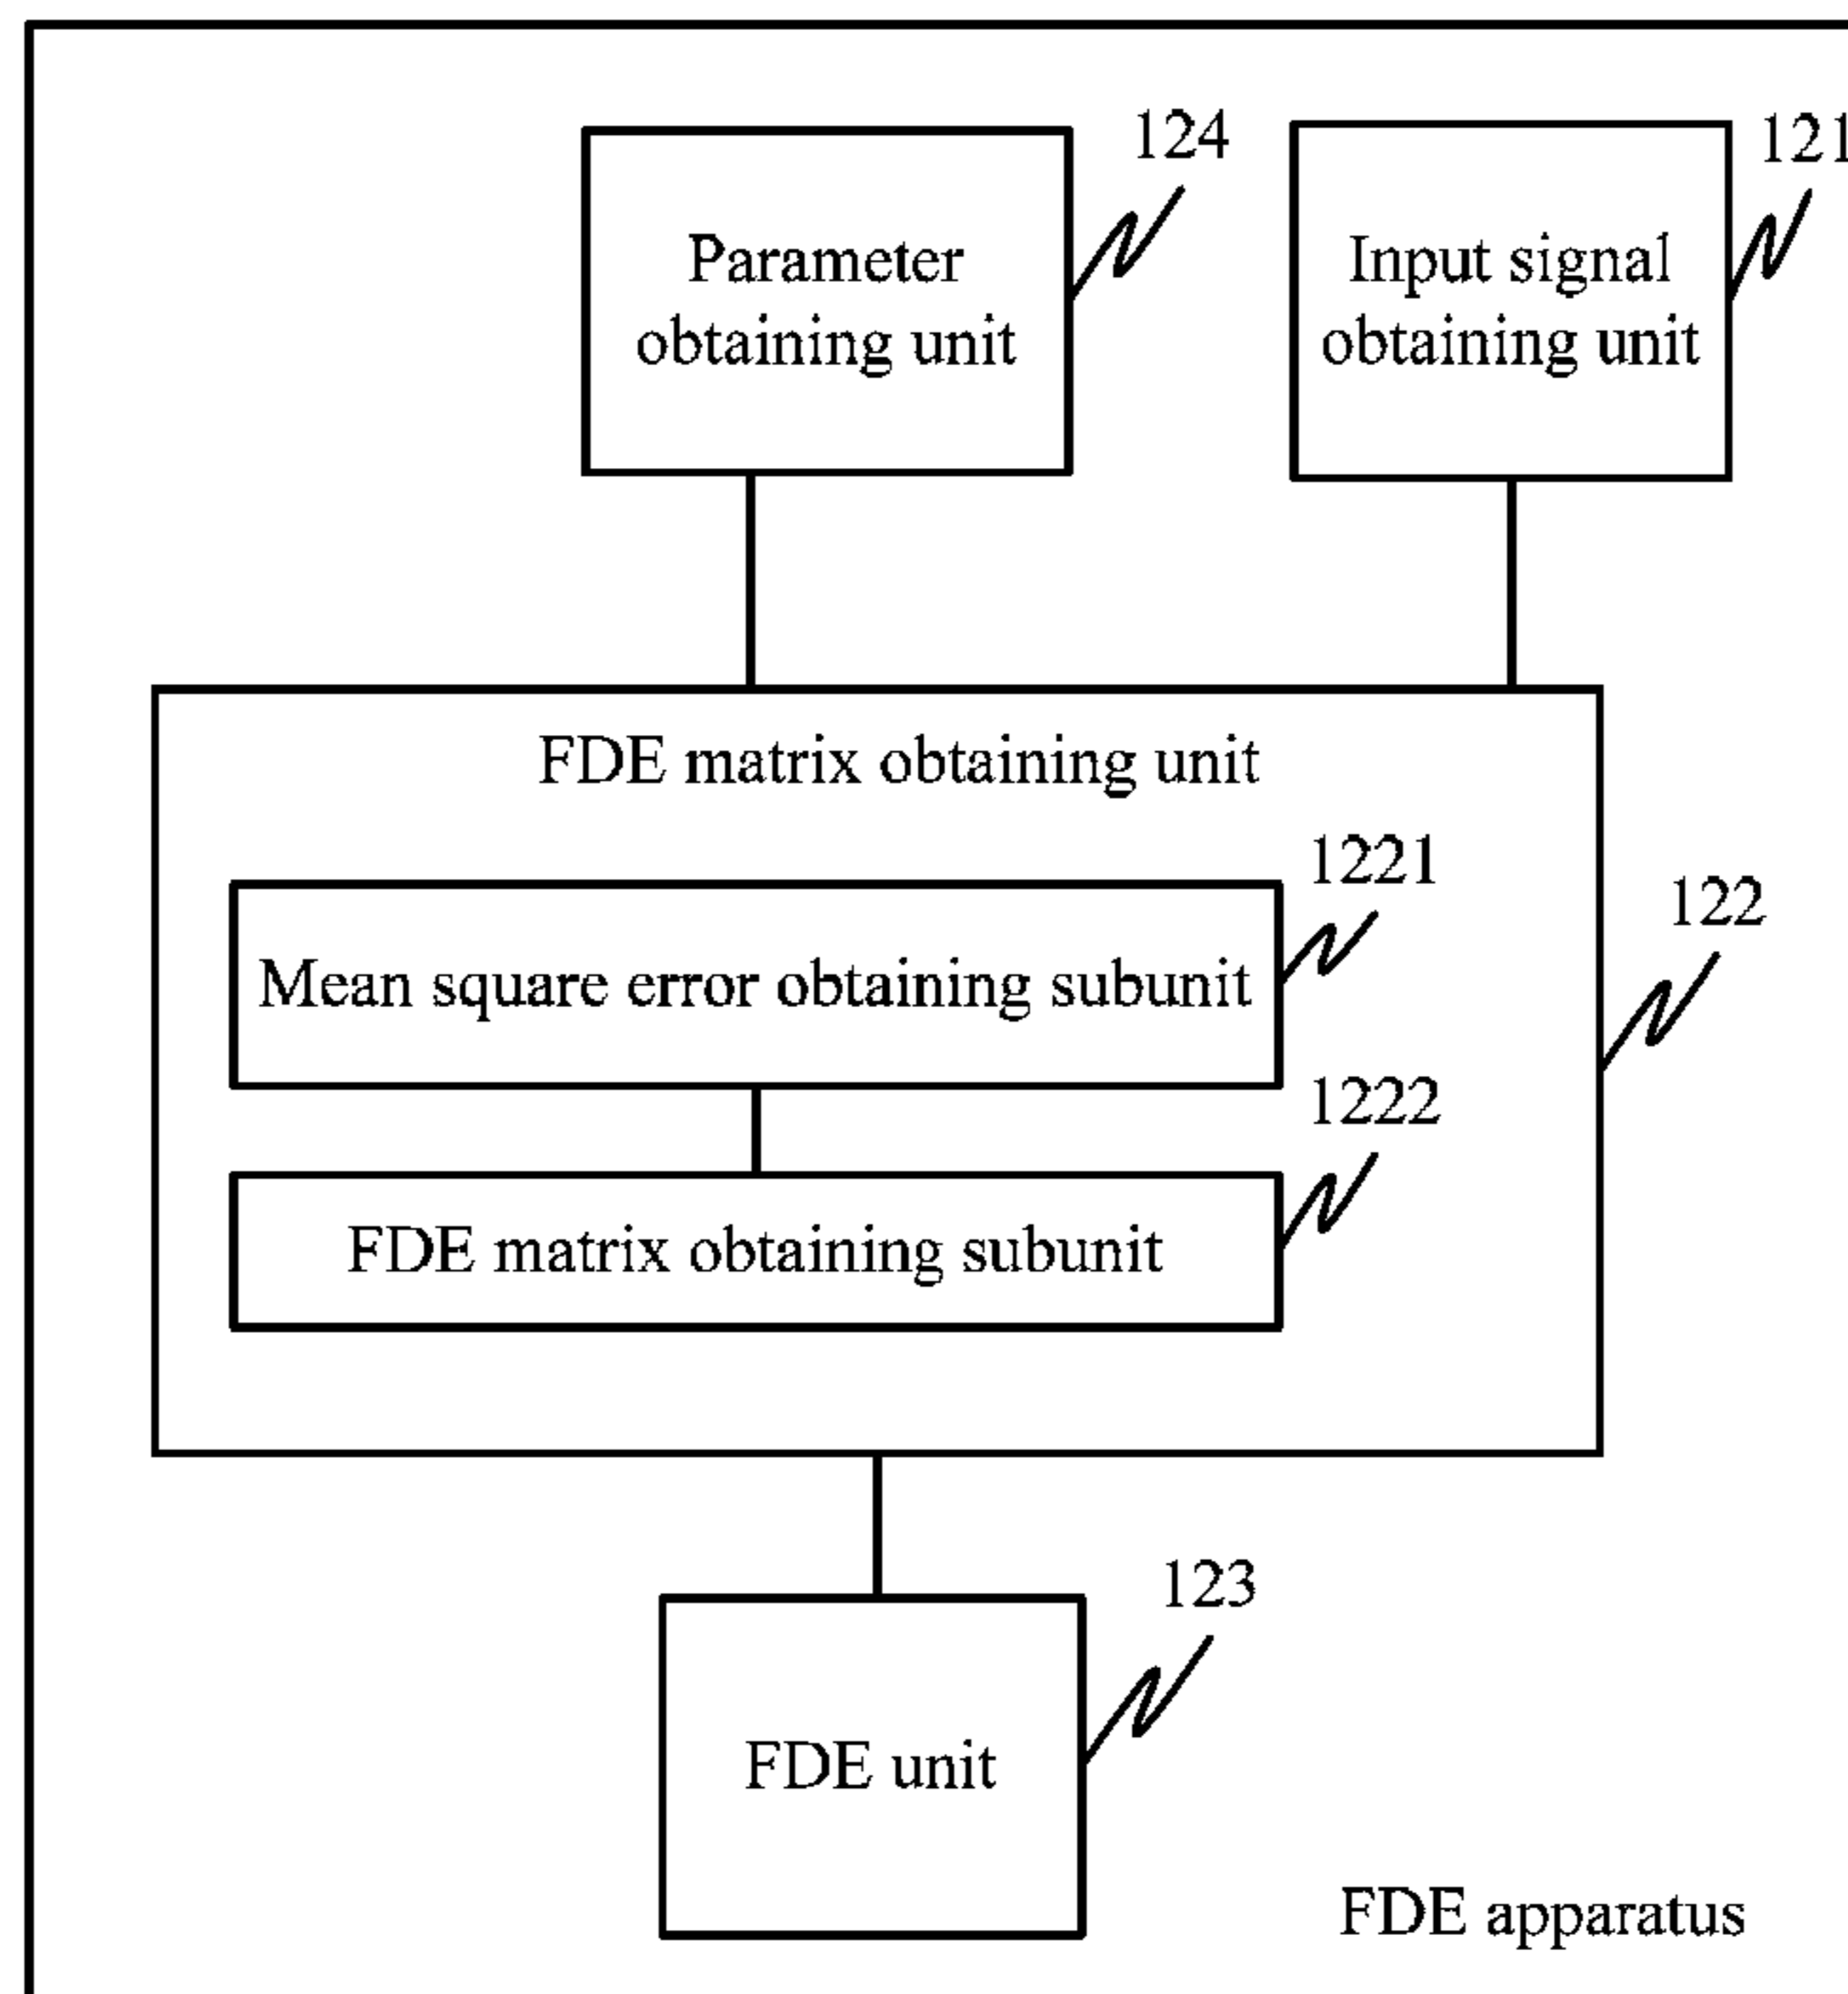 124
121
Parameter
obtaining unit
Input signal
obtaining unit
FDE matrix obtaining unit
1221
122
Mean square error obtaining subunit
1222
FDE matrix obtaining subunit
123
FDE unit
FDE apparatus